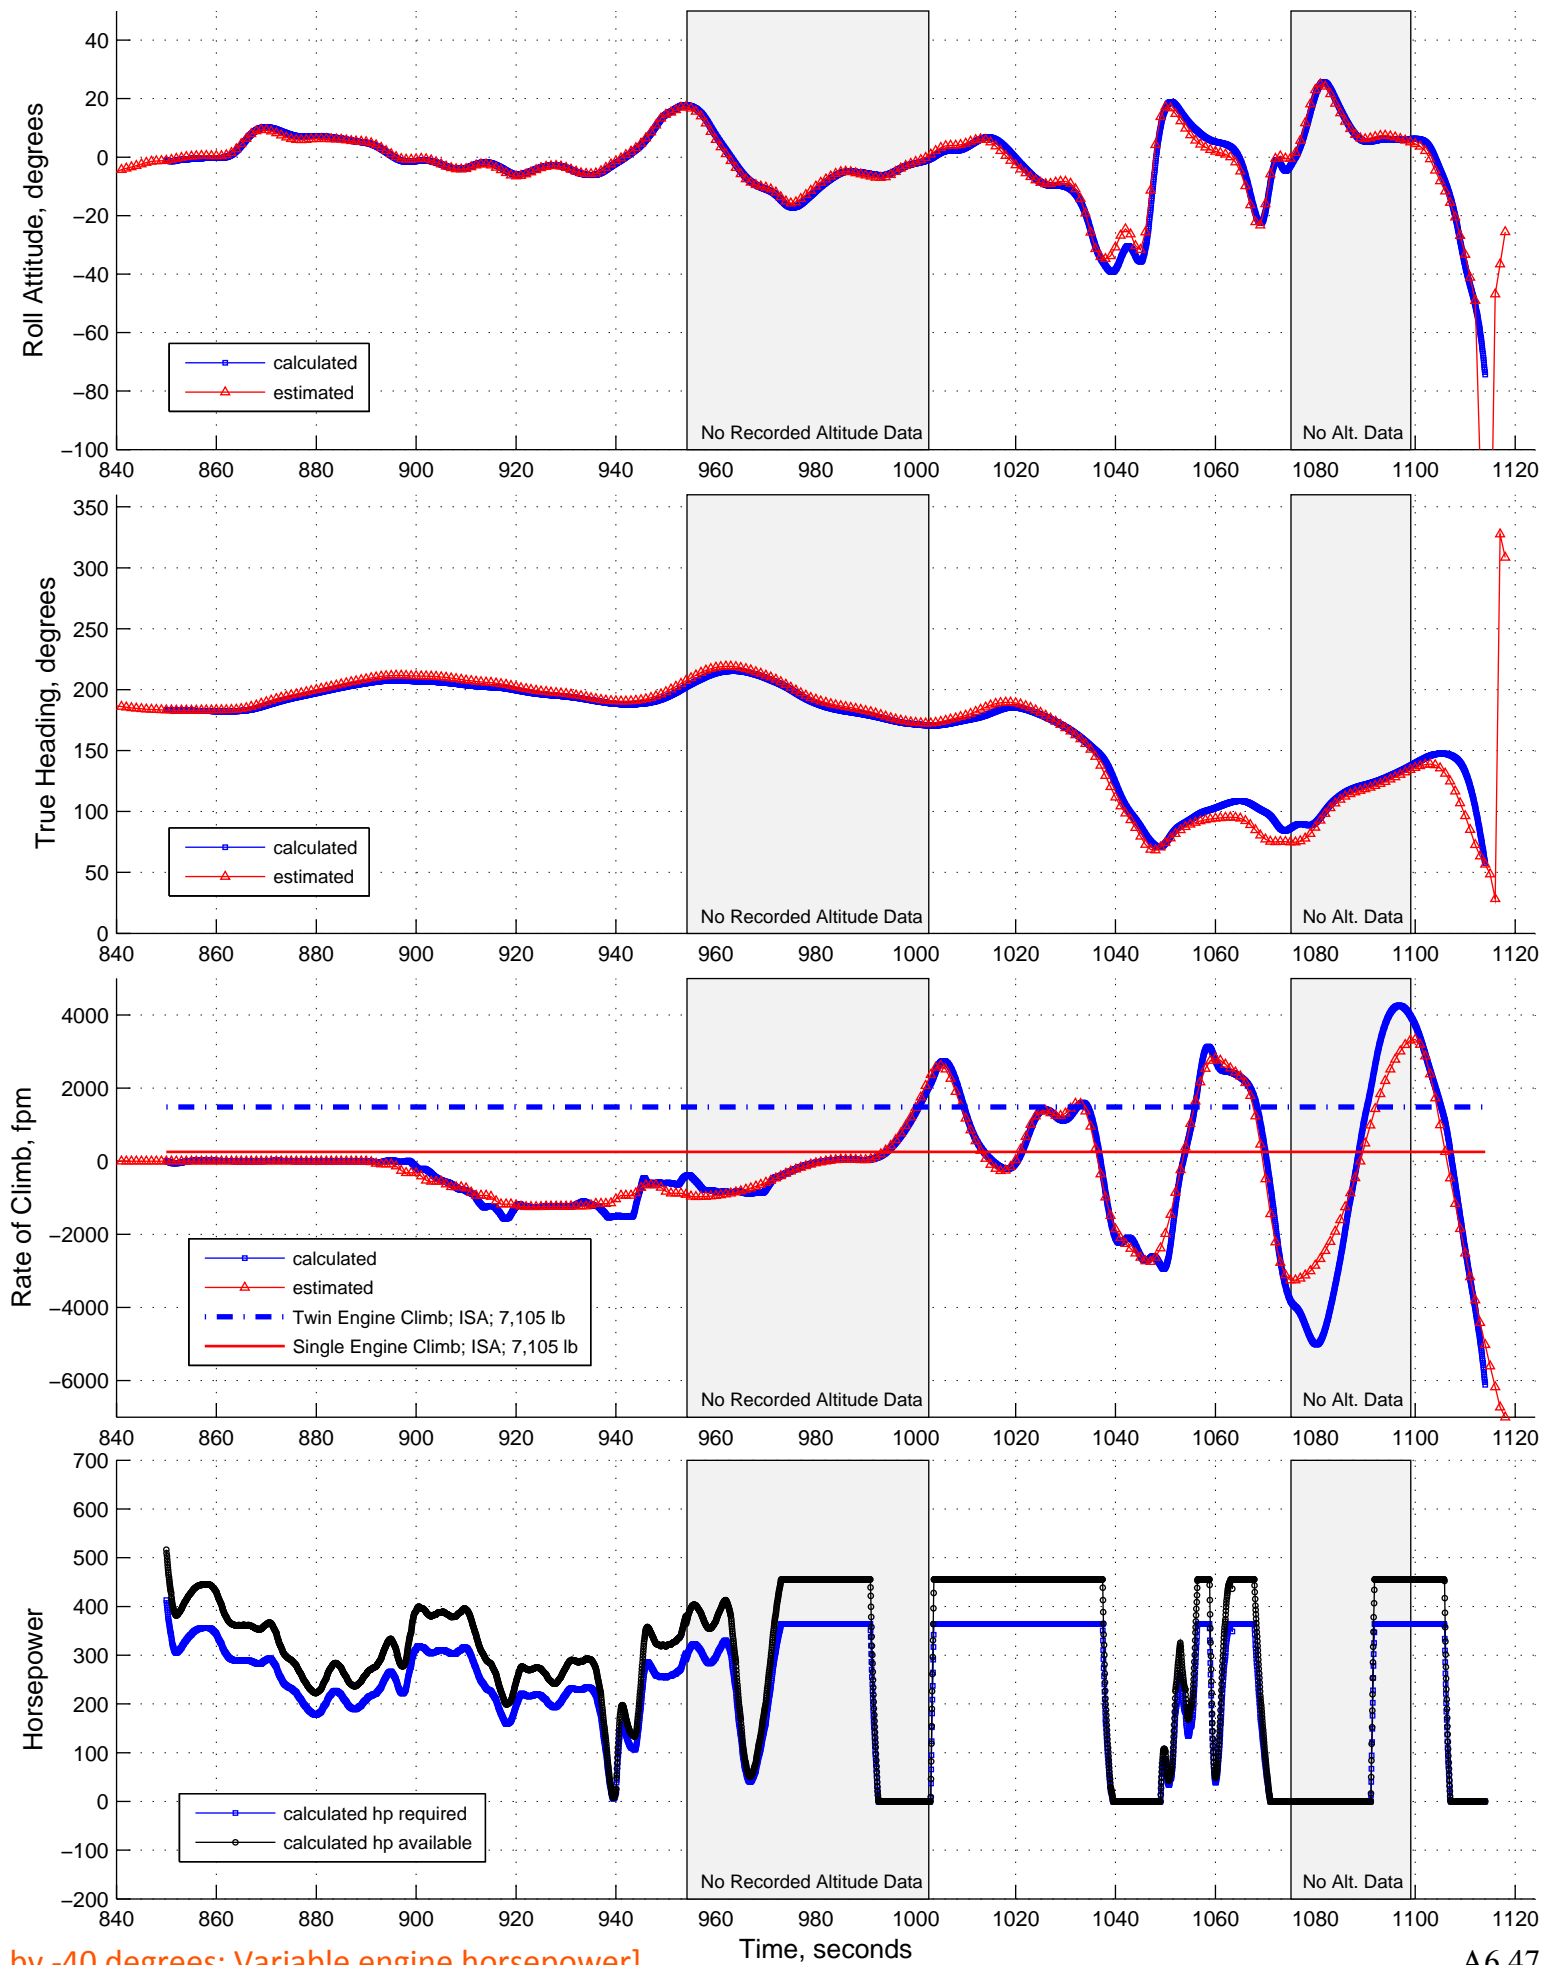 40
20
0
−20
−40
−60
−80
−100
Roll Attitude, degrees
calculated
estimated
No Recorded Altitude Data
No Alt. Data
840 860 880 900 920 940 960 980 1000 1020 1040 1060 1080 1100 1120
350
300
250
200
150
100
50
0
True Heading, degrees
calculated
estimated
No Recorded Altitude Data
No Alt. Data
840 860 880 900 920 940 960 980 1000 1020 1040 1060 1080 1100 1120
4000
2000
0
−2000
−4000
−6000
Rate of Climb, fpm
calculated
estimated
Twin Engine Climb; ISA; 7,105 lb
Single Engine Climb; ISA; 7,105 lb
No Recorded Altitude Data
No Alt. Data
840 860 880 900 920 940 960 980 1000 1020 1040 1060 1080 1100 1120
700
600
500
400
300
200
100
0
−100
−200
Horsepower
calculated hp required
calculated hp available
No Recorded Altitude Data
No Alt. Data
840 860 880 900 920 940 960 980 1000 1020 1040 1060 1080 1100 1120
Time, seconds
by -40 degrees; Variable engine horsepower]
A6.47